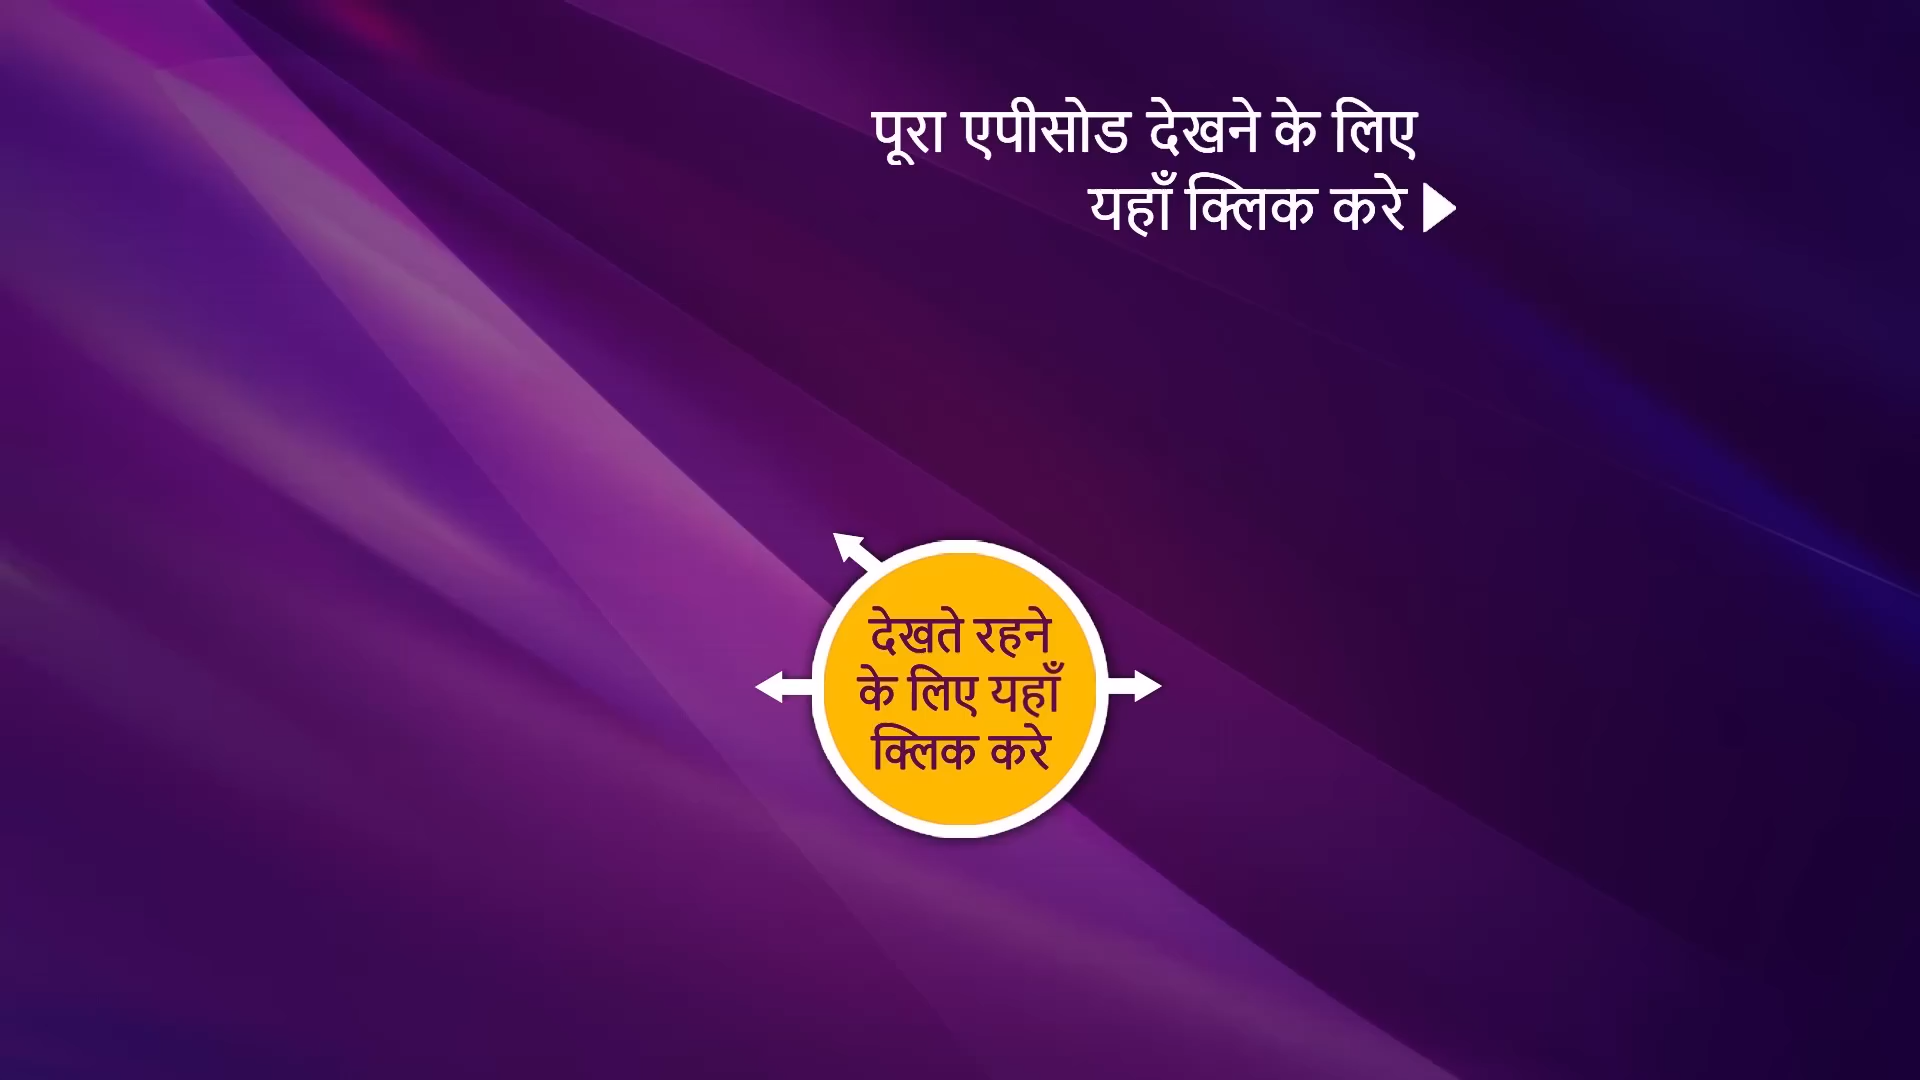 पूरा एपीसोड देखने के लिए
यहाँ क्लिक करे
देखते रहने
के लिए यहाँ
क्लिक करे